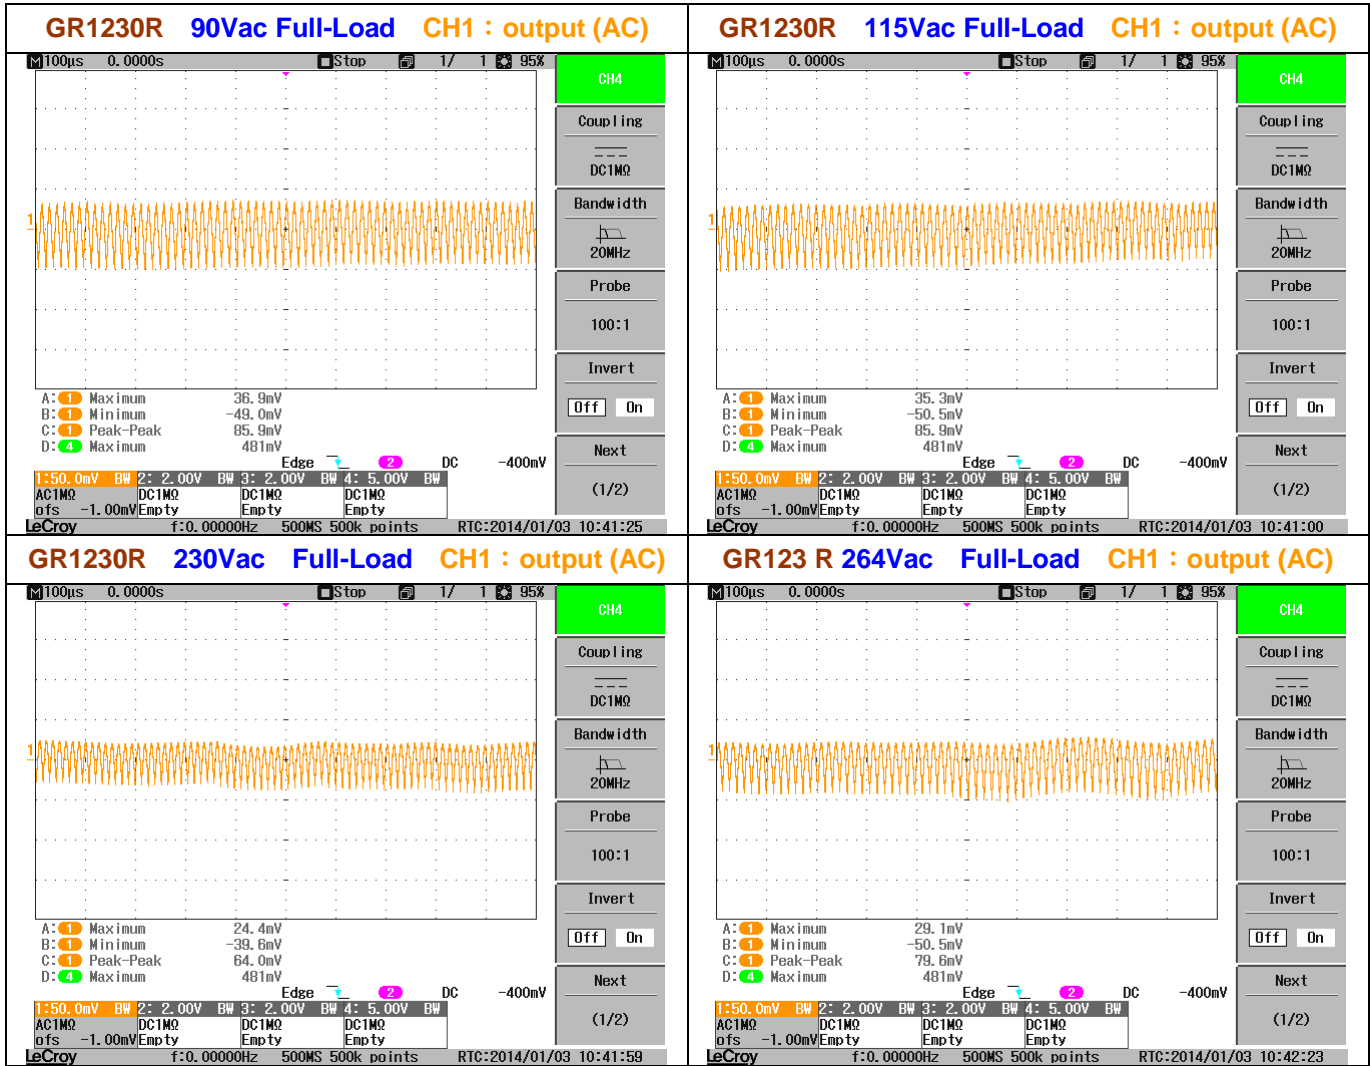 GR1230R 90Vac Full-Load CH1：output (AC)
M 100μs 0.0000s Stop 1/ 1 95%
CH4
Coupling
DC1MΩ
Bandwidth
20MHz
Probe
100:1
Invert
Off On
Next
(1/2)
1
A: 1 Maximum 36.9mV
B: 1 Minimum -49.0mV
C: 1 Peak-Peak 85.9mV
D: 4 Maximum 481mV
Edge 2 DC -400mV
1:50.0mV BW 2: 2.00V BW 3: 2.00V BW 4: 5.00V BW
AC1MΩ DC1MΩ DC1MΩ DC1MΩ
ofs -1.00mV Empty Empty Empty
LeCroy f:0.00000Hz 500MS 500k points RTC:2014/01/03 10:41:25
GR1230R 115Vac Full-Load CH1：output (AC)
M 100μs 0.0000s Stop 1/ 1 95%
CH4
Coupling
DC1MΩ
Bandwidth
20MHz
Probe
100:1
Invert
Off On
Next
(1/2)
1
A: 1 Maximum 35.3mV
B: 1 Minimum -50.5mV
C: 1 Peak-Peak 85.9mV
D: 4 Maximum 481mV
Edge 2 DC -400mV
1:50.0mV BW 2: 2.00V BW 3: 2.00V BW 4: 5.00V BW
AC1MΩ DC1MΩ DC1MΩ DC1MΩ
ofs -1.00mV Empty Empty Empty
LeCroy f:0.00000Hz 500MS 500k points RTC:2014/01/03 10:41:00
GR1230R 230Vac Full-Load CH1：output (AC)
M 100μs 0.0000s Stop 1/ 1 95%
CH4
Coupling
DC1MΩ
Bandwidth
20MHz
Probe
100:1
Invert
Off On
Next
(1/2)
1
A: 1 Maximum 24.4mV
B: 1 Minimum -39.6mV
C: 1 Peak-Peak 64.0mV
D: 4 Maximum 481mV
Edge 2 DC -400mV
1:50.0mV BW 2: 2.00V BW 3: 2.00V BW 4: 5.00V BW
AC1MΩ DC1MΩ DC1MΩ DC1MΩ
ofs -1.00mV Empty Empty Empty
LeCroy f:0.00000Hz 500MS 500k points RTC:2014/01/03 10:41:59
GR123 R 264Vac Full-Load CH1：output (AC)
M 100μs 0.0000s Stop 1/ 1 95%
CH4
Coupling
DC1MΩ
Bandwidth
20MHz
Probe
100:1
Invert
Off On
Next
(1/2)
1
A: 1 Maximum 29.1mV
B: 1 Minimum -50.5mV
C: 1 Peak-Peak 79.6mV
D: 4 Maximum 481mV
Edge 2 DC -400mV
1:50.0mV BW 2: 2.00V BW 3: 2.00V BW 4: 5.00V BW
AC1MΩ DC1MΩ DC1MΩ DC1MΩ
ofs -1.00mV Empty Empty Empty
LeCroy f:0.00000Hz 500MS 500k points RTC:2014/01/03 10:42:23